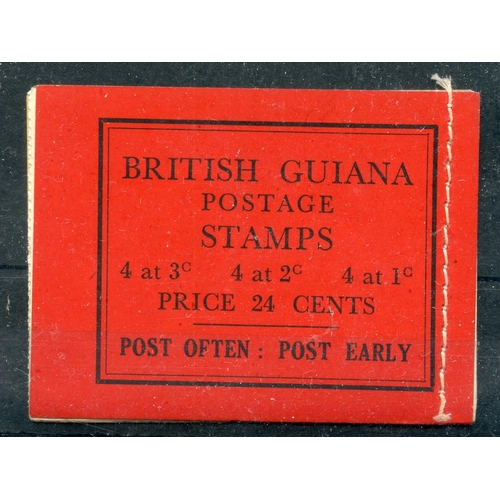 BRITISH GUIANA
POSTAGE
STAMPS
4 at 3ᶜ 4 at 2ᶜ 4 at 1ᶜ
PRICE 24 CENTS
POST OFTEN : POST EARLY